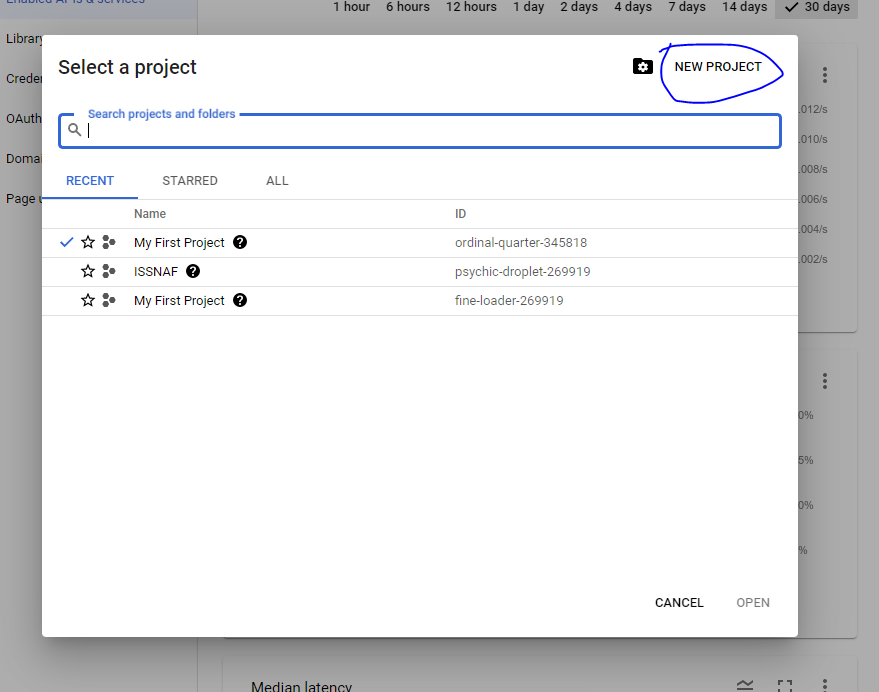 Enabled APIs & services
1 hour 6 hours 12 hours 1 day 2 days 4 days 7 days 14 days 30 days
Library
Select a project
NEW PROJECT
Creden
Search projects and folders
.012/s
OAuth
.010/s
Domai
.008/s
RECENT STARRED ALL
Page u
.006/s
Name ID
.004/s
My First Project ? ordinal-quarter-345818
.002/s
ISSNAF ? psychic-droplet-269919
My First Project ? fine-loader-269919
0%
5%
0%
%
CANCEL OPEN
Median latency